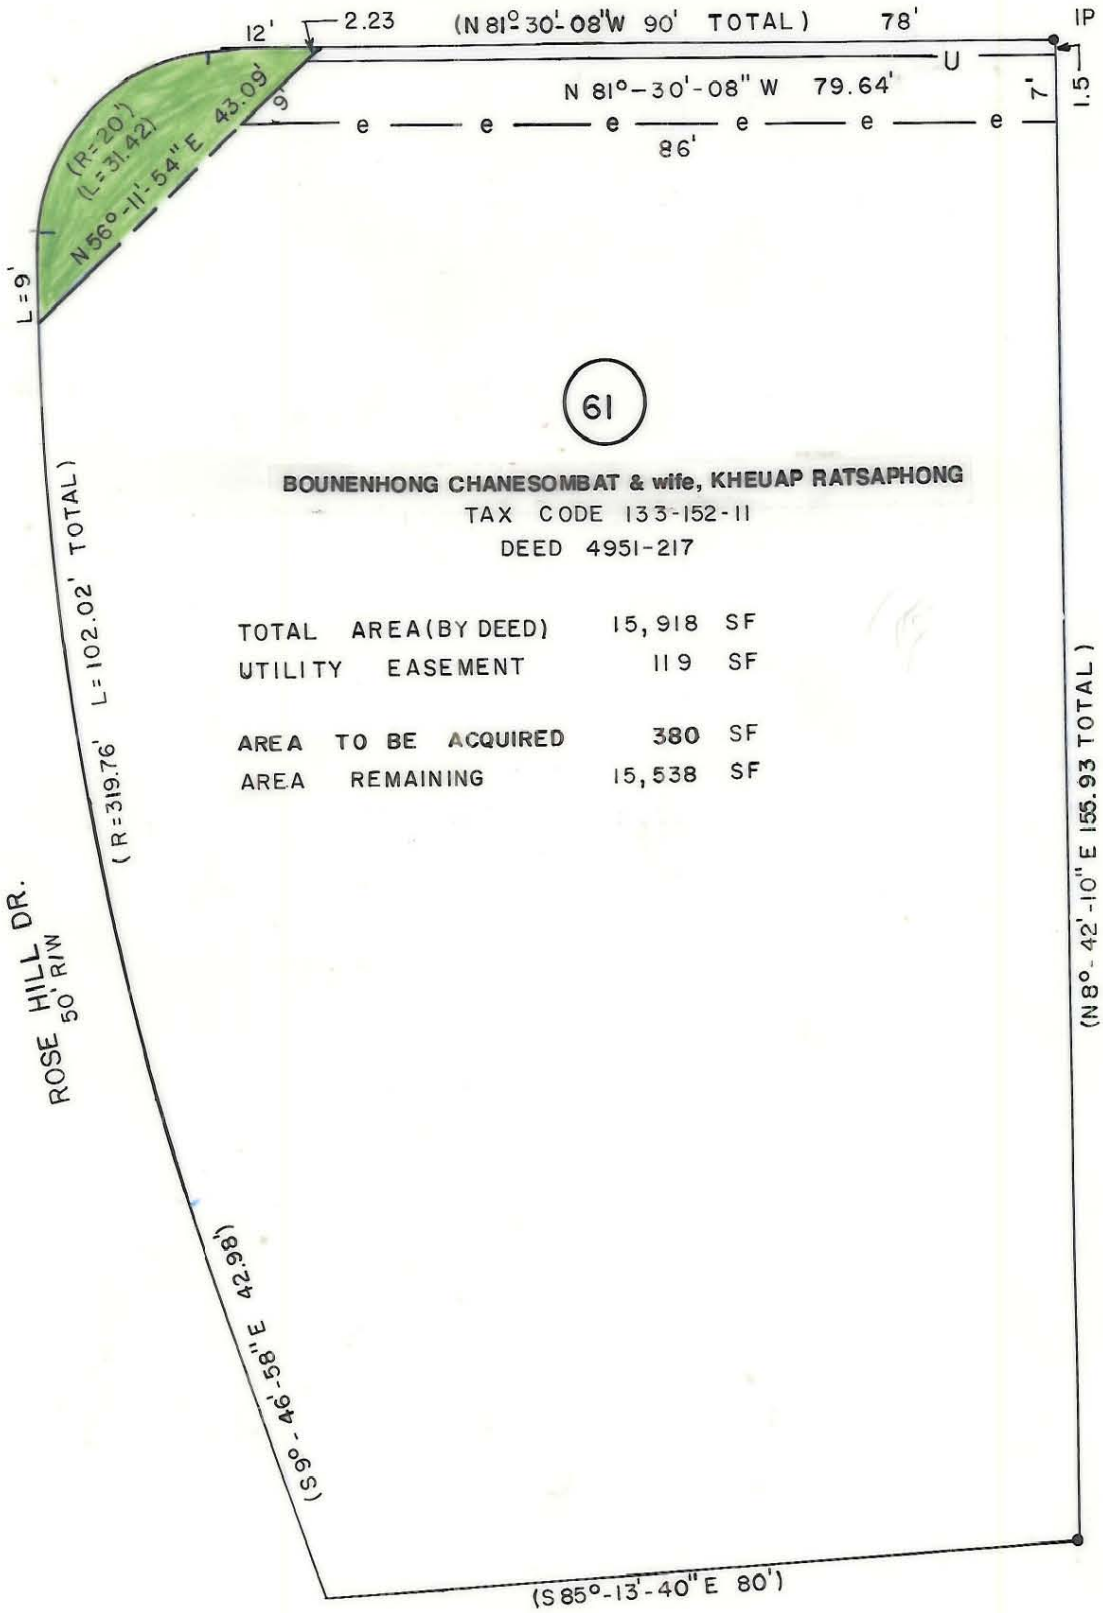 12'
2.23
(N 81°-30'-08"W 90' TOTAL)
78'
IP
U
N 81°-30'-08" W 79.64'
7'
1.5
9'
e e e e e e
86'
(R=20')
(L=31.42)
N 56°-11'-54" E 43.09'
L=9'
61
BOUNENHONG CHANESOMBAT & wife, KHEUAP RATSAPHONG
TAX CODE 133-152-11
DEED 4951-217
TOTAL AREA(BY DEED) 15,918 SF
UTILITY EASEMENT 119 SF
AREA TO BE ACQUIRED 380 SF
AREA REMAINING 15,538 SF
(R=319.76' L=102.02' TOTAL)
(N 8°-42'-10" E 155.93 TOTAL)
ROSE HILL DR.
50' R/W
(S 9°-46'-58" E 42.98')
(S 85°-13'-40" E 80')